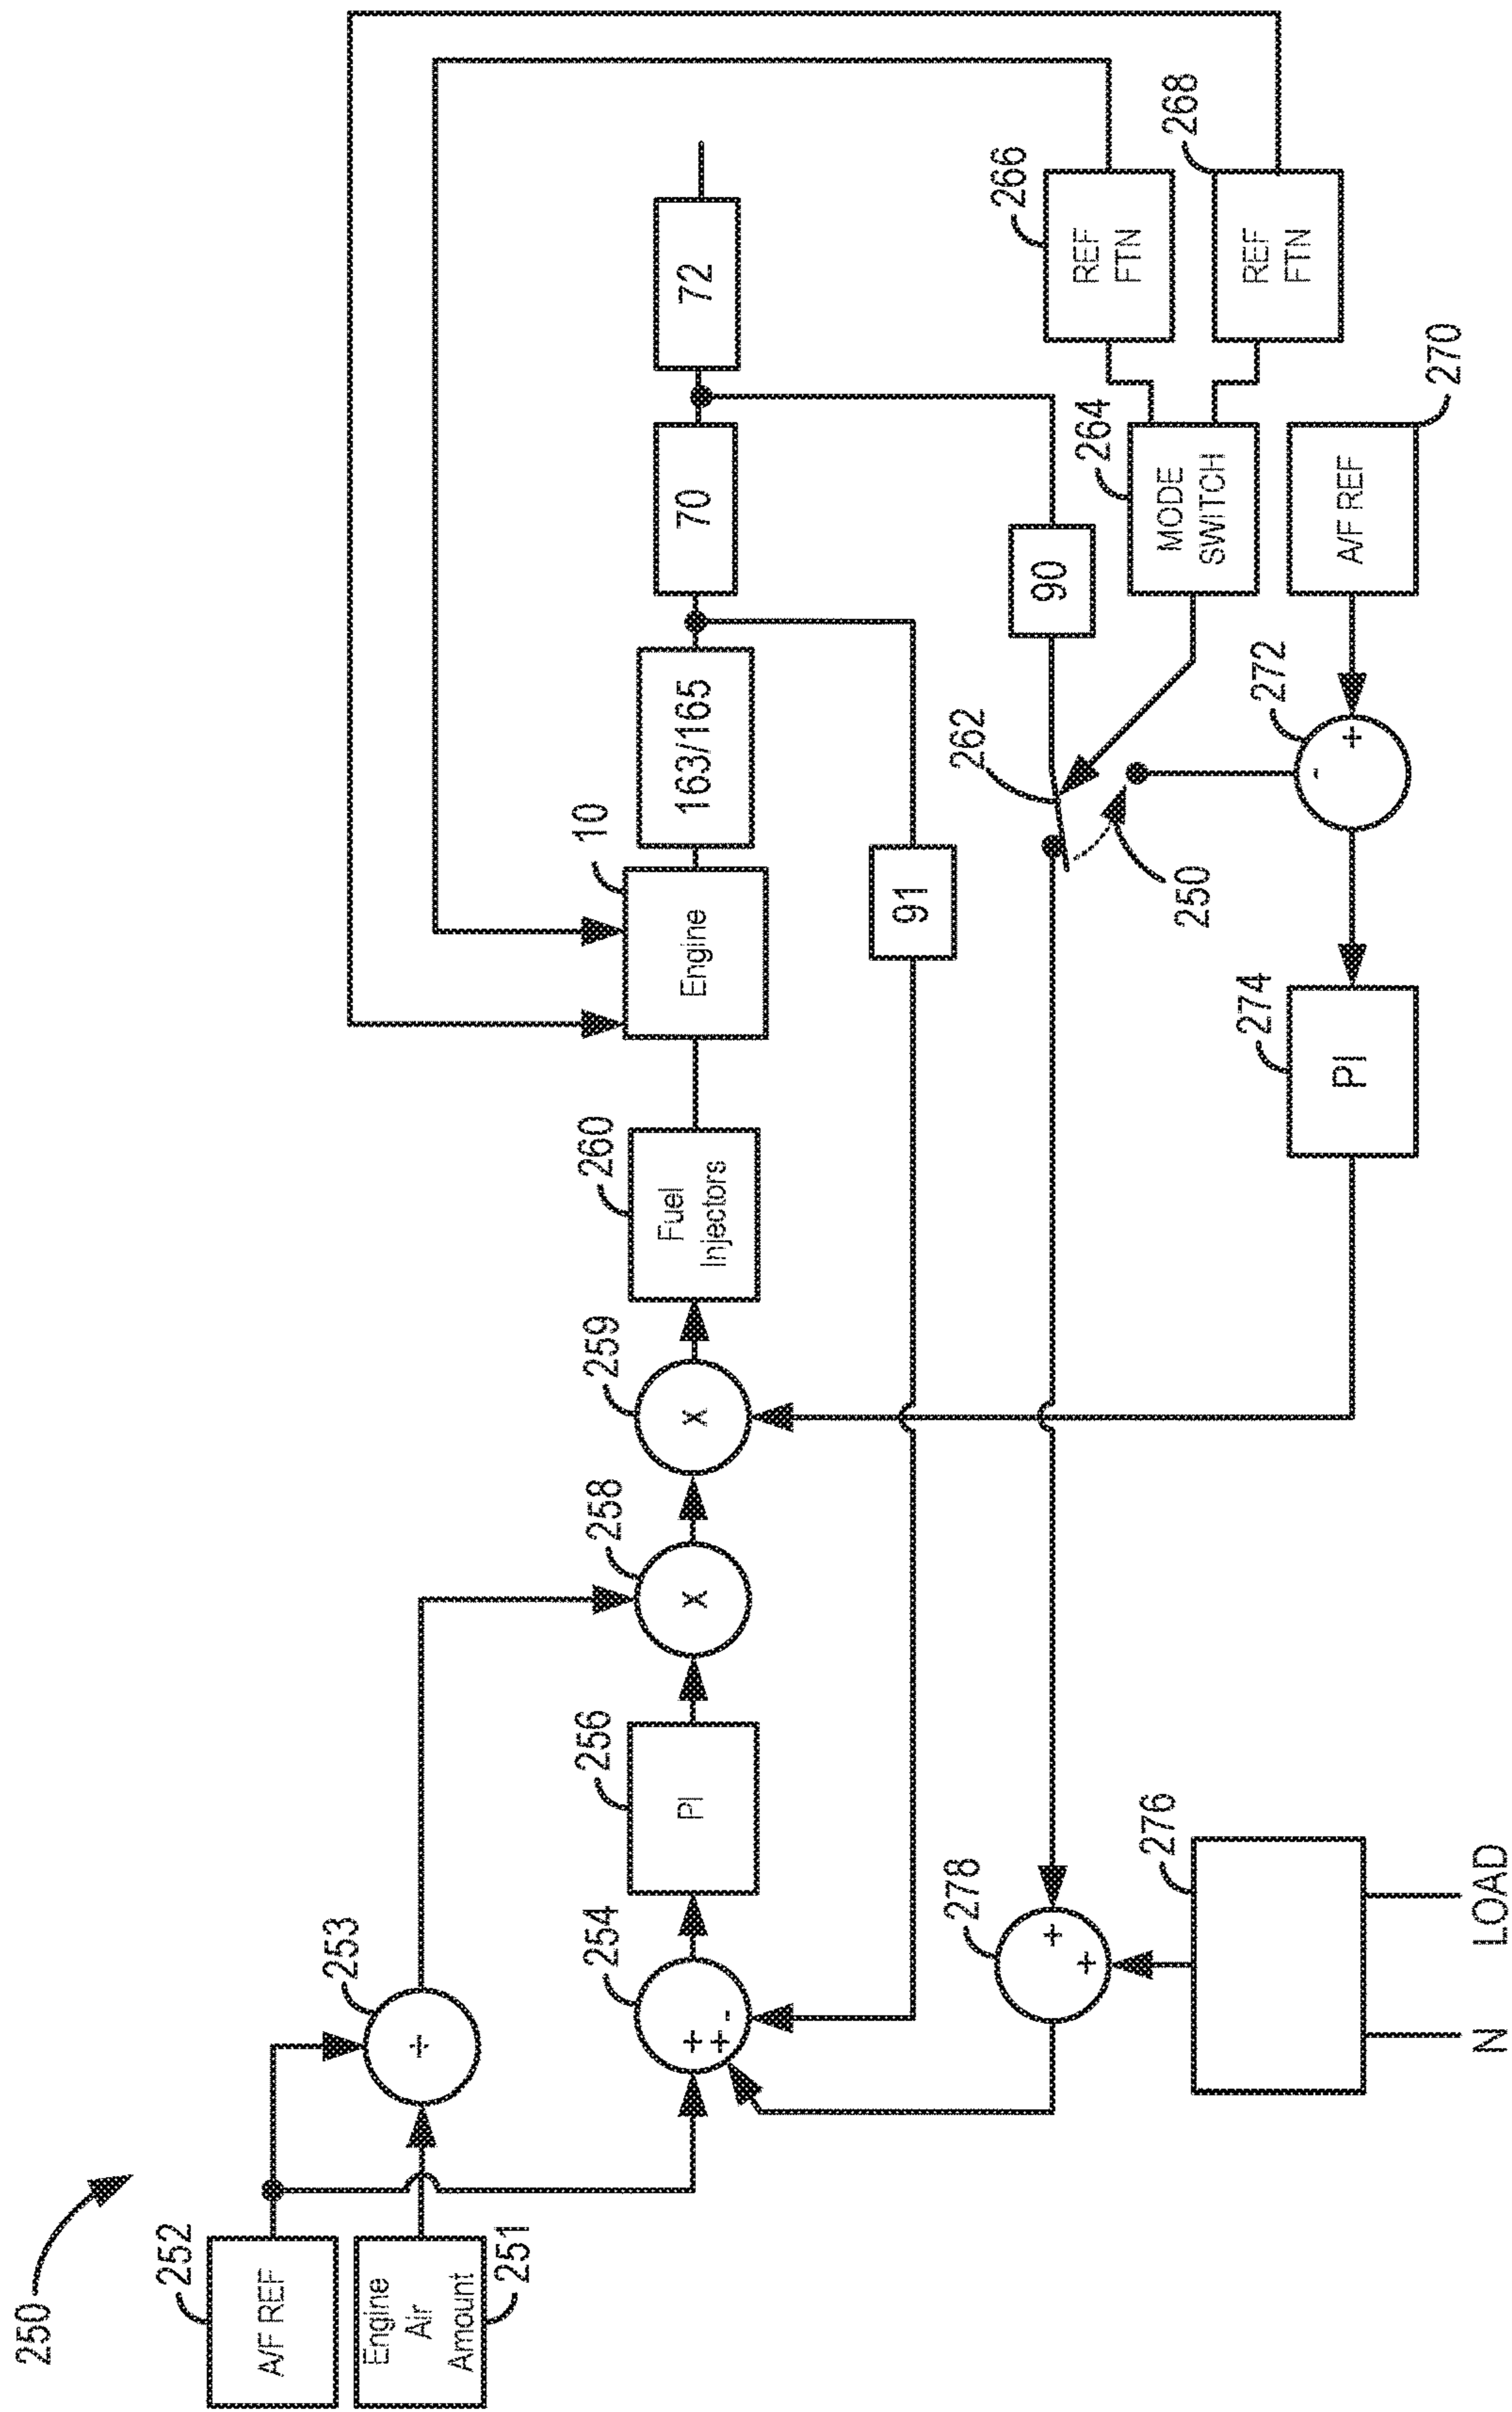 250
252
A/F REF
Engine
Air
Amount
251
253
÷
254
+
+
-
256
PI
258
X
259
X
260
Fuel
Injectors
10
Engine
163/165
70
72
91
90
262
250
264
MODE
SWITCH
266
REF
FTN
268
REF
FTN
270
A/F REF
272
+
-
274
PI
278
+
+
276
N
LOAD